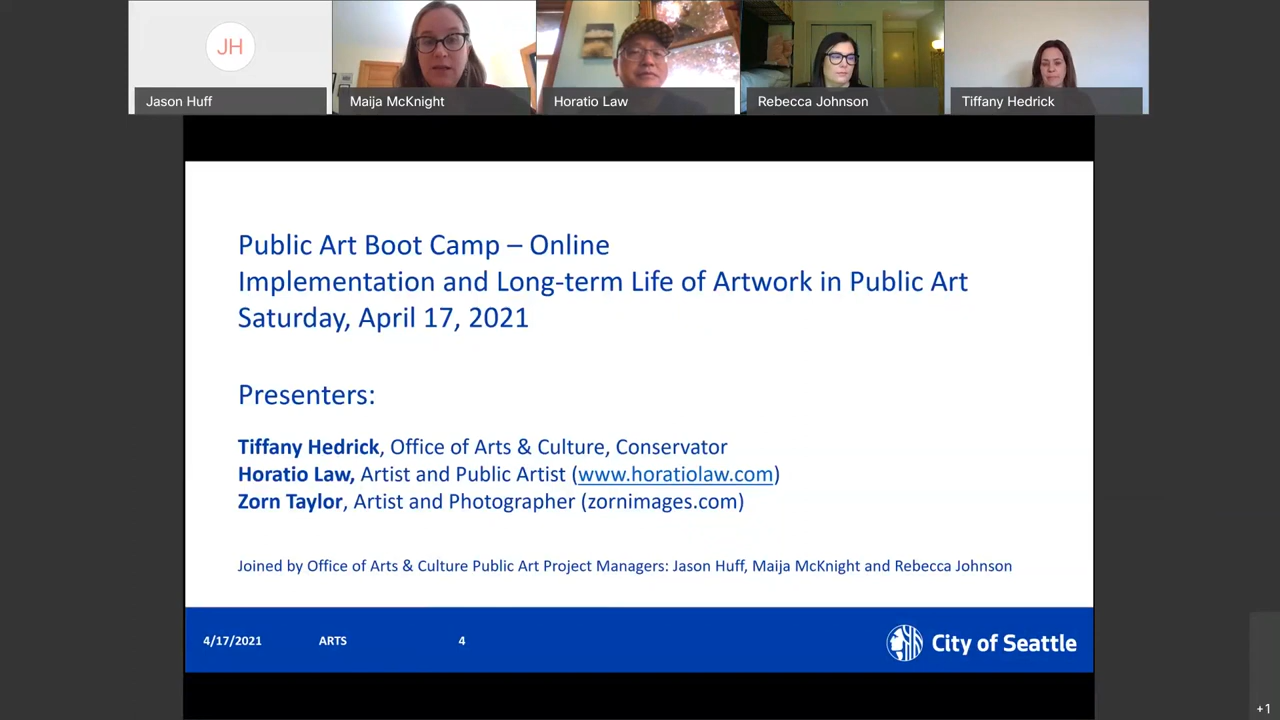 JH
Jason Huff
Maija McKnight
Horatio Law
Rebecca Johnson
Tiffany Hedrick
Public Art Boot Camp – Online
Implementation and Long-term Life of Artwork in Public Art
Saturday, April 17, 2021
Presenters:
Tiffany Hedrick, Office of Arts & Culture, Conservator
Horatio Law, Artist and Public Artist (www.horatiolaw.com)
Zorn Taylor, Artist and Photographer (zornimages.com)
Joined by Office of Arts & Culture Public Art Project Managers: Jason Huff, Maija McKnight and Rebecca Johnson
4/17/2021 ARTS 4 City of Seattle
+1